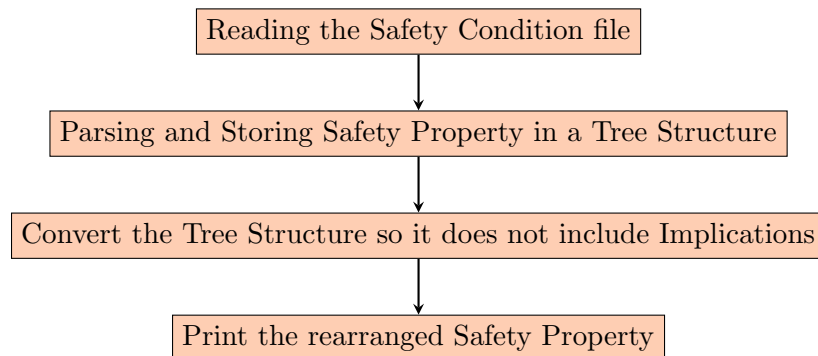 Reading the Safety Condition file
Parsing and Storing Safety Property in a Tree Structure
Convert the Tree Structure so it does not include Implications
Print the rearranged Safety Property